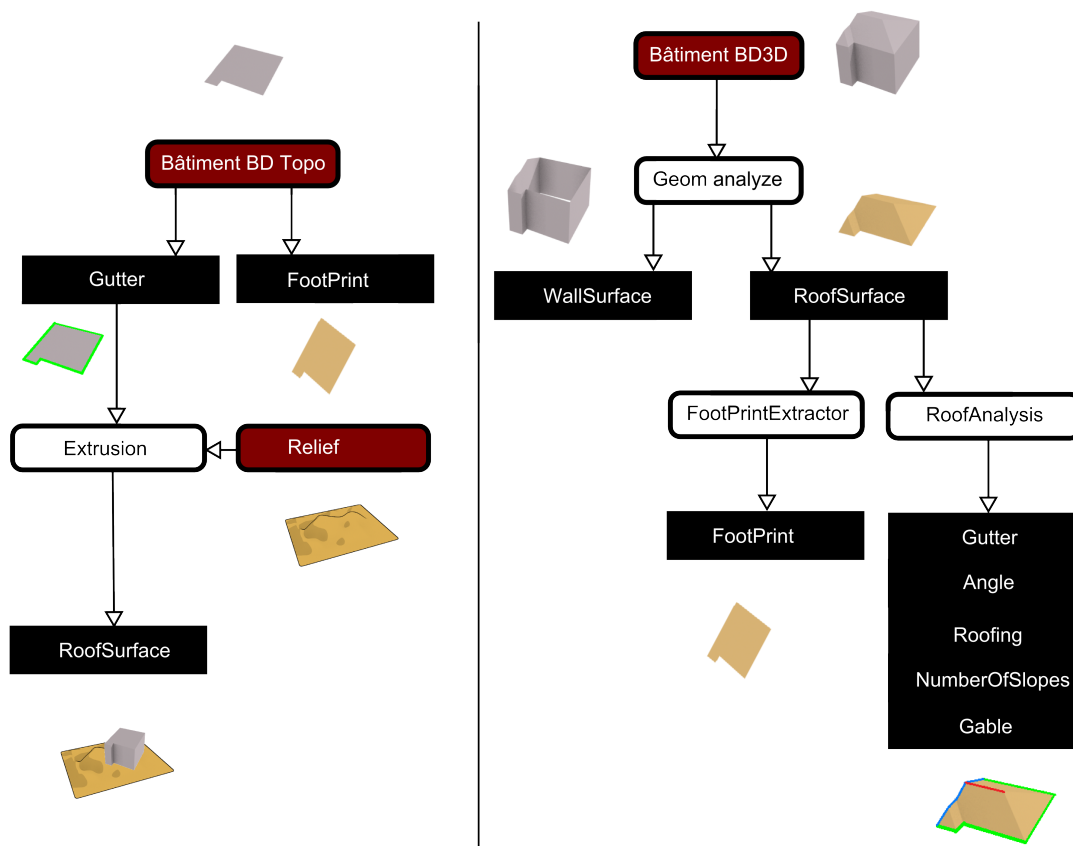 Bâtiment BD Topo
Gutter
FootPrint
Extrusion
Relief
RoofSurface
Bâtiment BD3D
Geom analyze
WallSurface
RoofSurface
FootPrintExtractor
RoofAnalysis
FootPrint
Gutter
Angle
Roofing
NumberOfSlopes
Gable